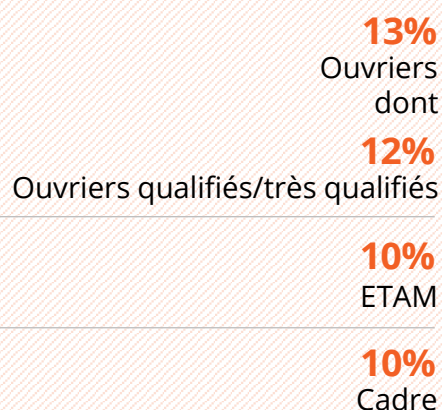 13%
Ouvriers
dont
12%
Ouvriers qualifiés/très qualifiés
10%
ETAM
10%
Cadre